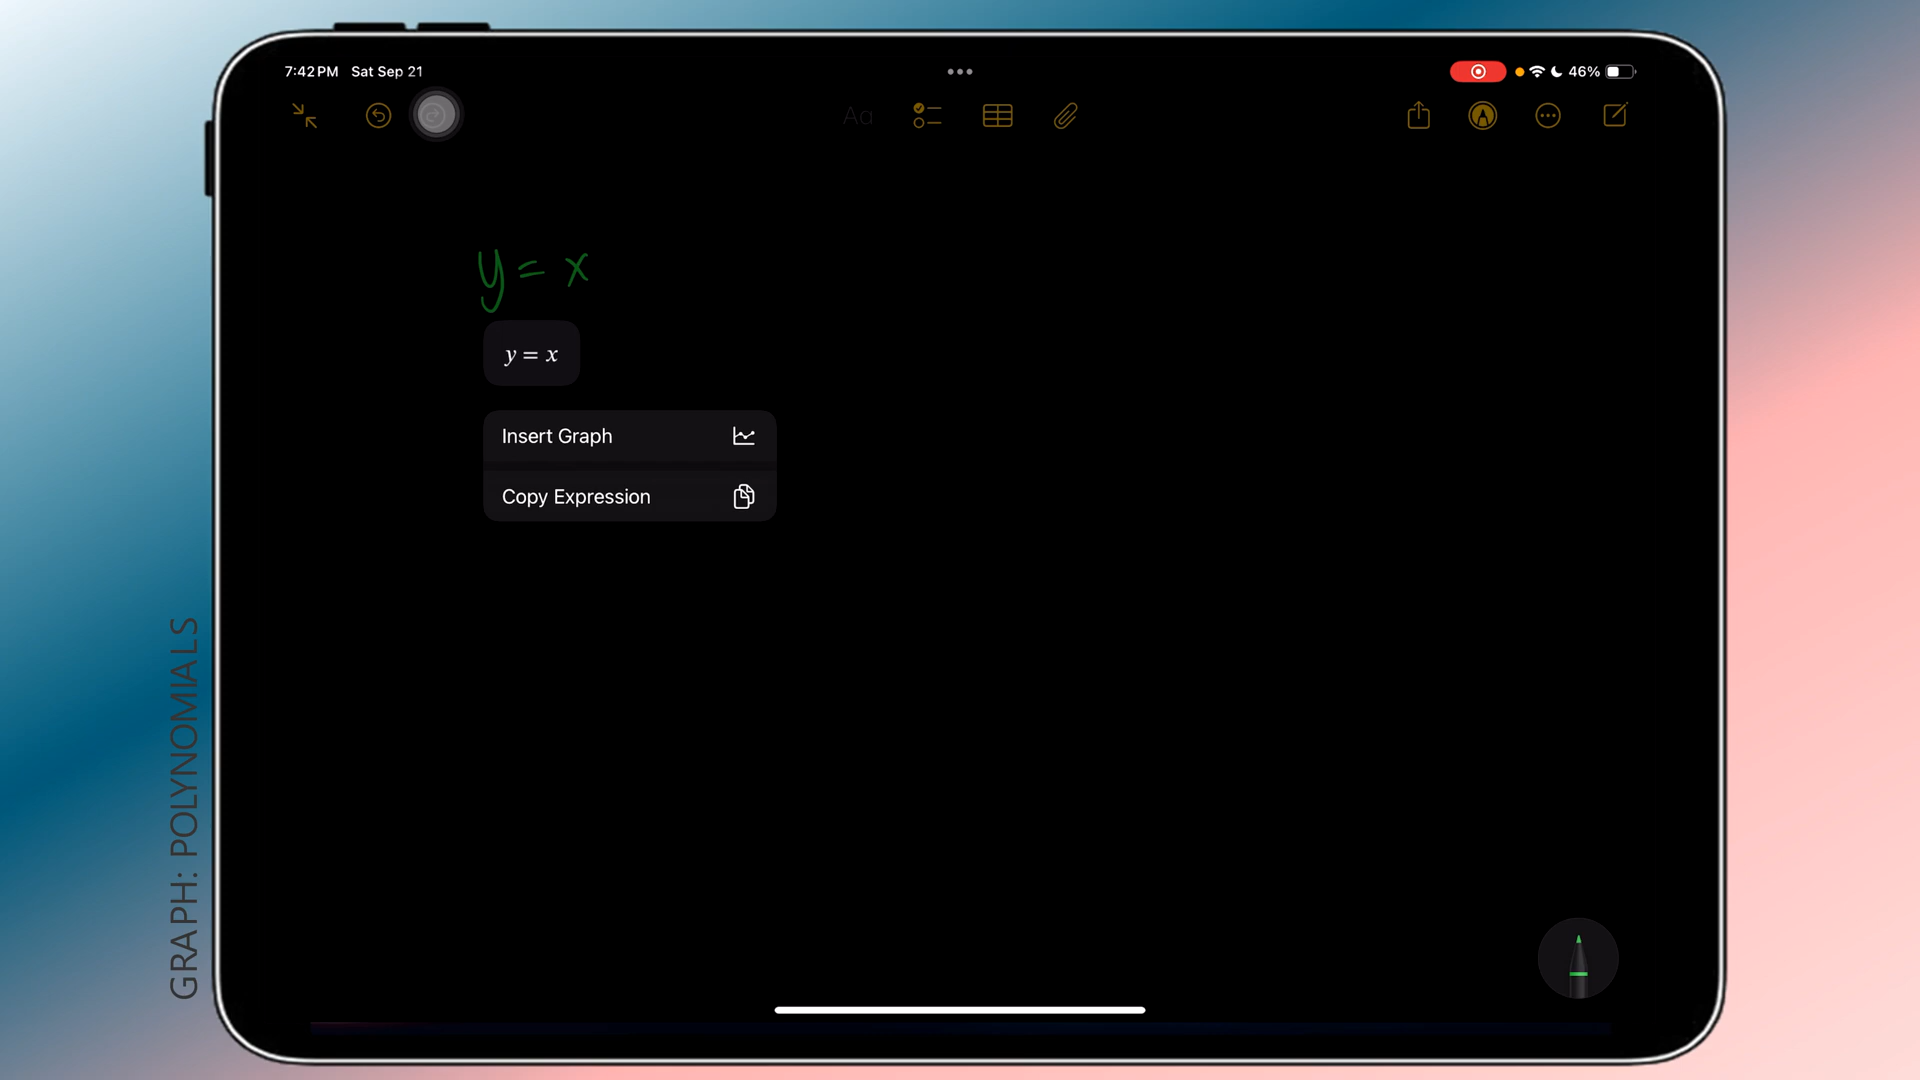 7:42 PM Sat Sep 21
46%
Aa
y = x
y = x
Insert Graph
Copy Expression
GRAPH: POLYNOMIALS